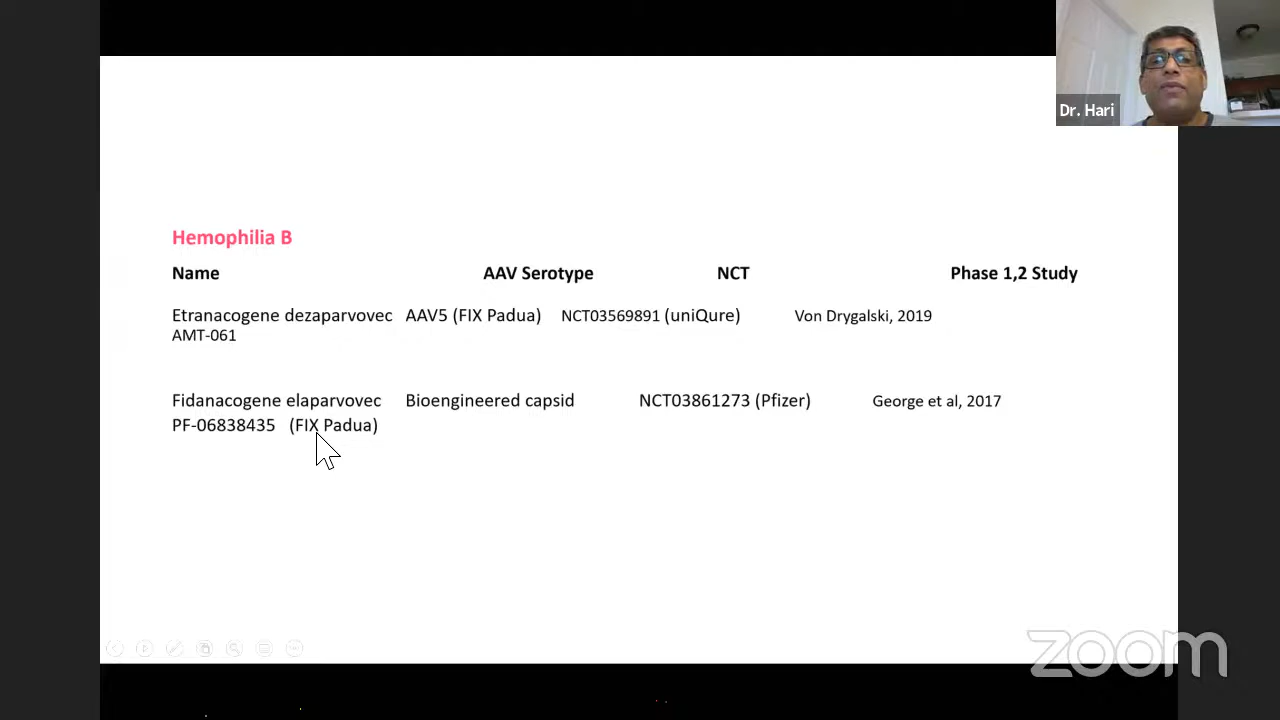 Dr. Hari
Hemophilia B
Name AAV Serotype NCT Phase 1,2 Study
Etranacogene dezaparvovec AAV5 (FIX Padua) NCT03569891 (uniQure) Von Drygalski, 2019
AMT-061
Fidanacogene elaparvovec Bioengineered capsid NCT03861273 (Pfizer) George et al, 2017
PF-06838435 (FIX Padua)
zoom